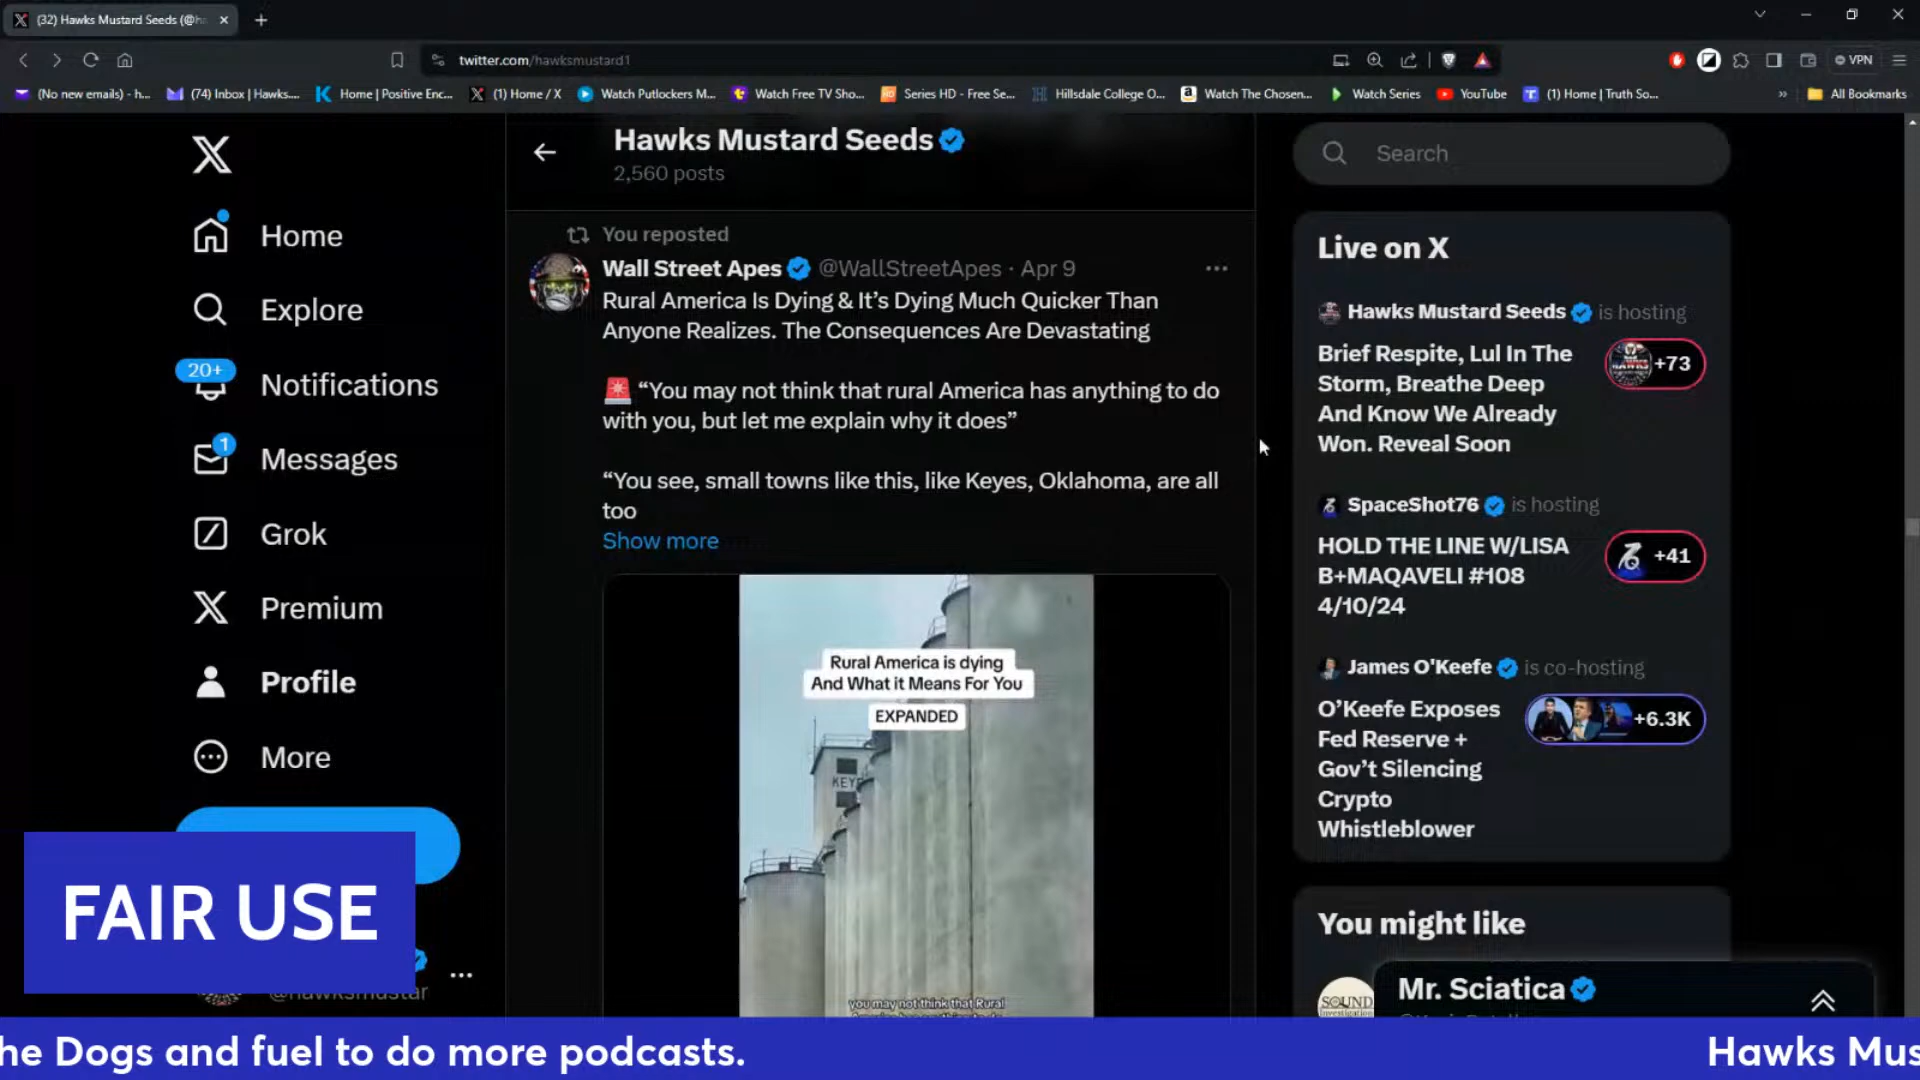 (32) Hawks Mustard Seeds (@h
twitter.com/hawksmustard1
VPN
(No new emails) - h...
(74) Inbox | Hawks....
Home | Positive Enc...
(1) Home / X
Watch Putlockers M...
Watch Free TV Sho...
Series HD - Free Se...
Hillsdale College O...
Watch The Chosen...
Watch Series
YouTube
(1) Home | Truth So...
All Bookmarks
Home
Explore
20+
Notifications
1
Messages
Grok
Premium
Profile
More
Hawks Mustard Seeds
2,560 posts
You reposted
Wall Street Apes @WallStreetApes · Apr 9
Rural America Is Dying & It’s Dying Much Quicker Than
Anyone Realizes. The Consequences Are Devastating
🚨 “You may not think that rural America has anything to do
with you, but let me explain why it does”
“You see, small towns like this, like Keyes, Oklahoma, are all
too
Show more
Rural America is dying
And What it Means For You
EXPANDED
KEYE
you may not think that Rural
Search
Live on X
Hawks Mustard Seeds is hosting
Brief Respite, Lul In The
Storm, Breathe Deep
And Know We Already
Won. Reveal Soon
+73
SpaceShot76 is hosting
HOLD THE LINE W/LISA
B+MAQAVELI #108
4/10/24
+41
James O'Keefe is co-hosting
O’Keefe Exposes
Fed Reserve +
Gov’t Silencing
Crypto
Whistleblower
+6.3K
You might like
Mr. Sciatica
SOUND
Investigation
FAIR USE
@hawksmustar
he Dogs and fuel to do more podcasts.
Hawks Mus